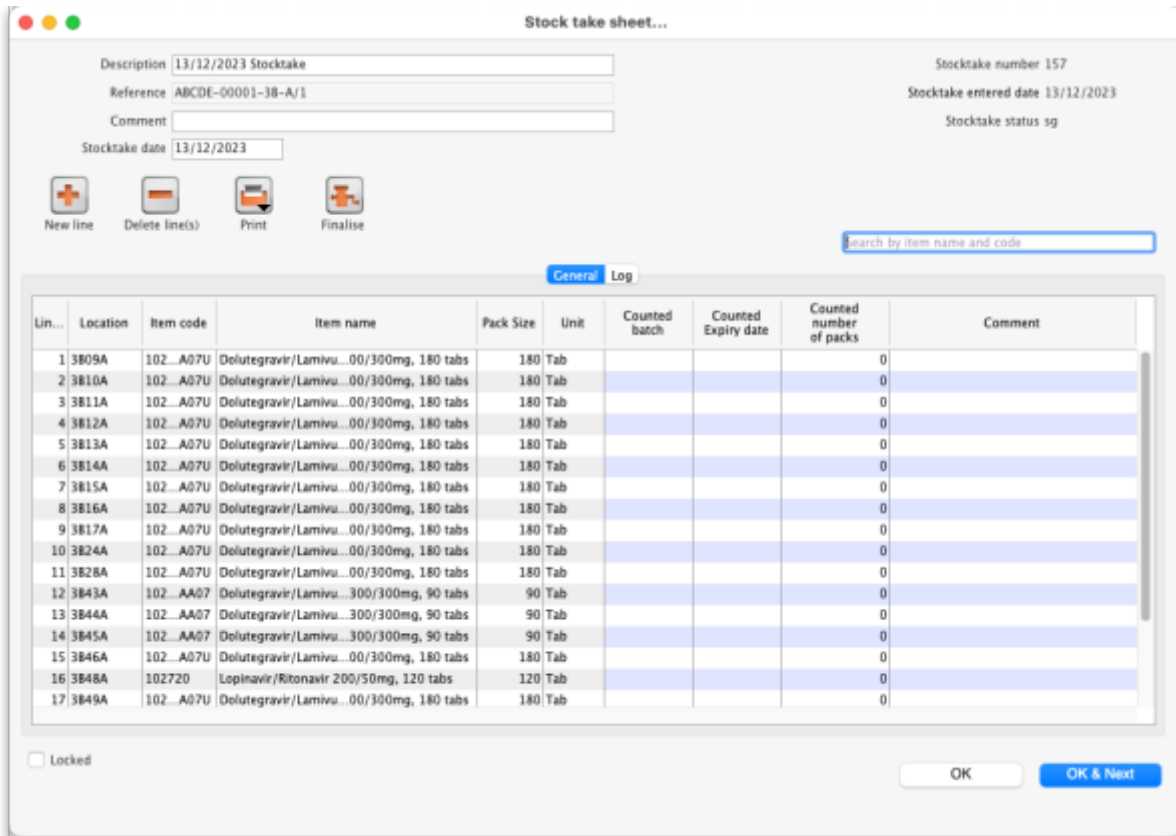 Stock take sheet...
Description 13/12/2023 Stocktake
Stocktake number 157
Reference ABCDE-00001-3B-A/1
Stocktake entered date 13/12/2023
Comment
Stocktake status sg
Stocktake date 13/12/2023
New line Delete line(s) Print Finalise
Search by item name and code
General Log
Lin... Location Item code Item name Pack Size Unit Counted batch Counted Expiry date Counted number of packs Comment
1 3B09A 102...A07U Dolutegravir/Lamivu...00/300mg, 180 tabs 180 Tab 0
2 3B10A 102...A07U Dolutegravir/Lamivu...00/300mg, 180 tabs 180 Tab 0
3 3B11A 102...A07U Dolutegravir/Lamivu...00/300mg, 180 tabs 180 Tab 0
4 3B12A 102...A07U Dolutegravir/Lamivu...00/300mg, 180 tabs 180 Tab 0
5 3B13A 102...A07U Dolutegravir/Lamivu...00/300mg, 180 tabs 180 Tab 0
6 3B14A 102...A07U Dolutegravir/Lamivu...00/300mg, 180 tabs 180 Tab 0
7 3B15A 102...A07U Dolutegravir/Lamivu...00/300mg, 180 tabs 180 Tab 0
8 3B16A 102...A07U Dolutegravir/Lamivu...00/300mg, 180 tabs 180 Tab 0
9 3B17A 102...A07U Dolutegravir/Lamivu...00/300mg, 180 tabs 180 Tab 0
10 3B24A 102...A07U Dolutegravir/Lamivu...00/300mg, 180 tabs 180 Tab 0
11 3B28A 102...A07U Dolutegravir/Lamivu...00/300mg, 180 tabs 180 Tab 0
12 3B43A 102...AA07 Dolutegravir/Lamivu...300/300mg, 90 tabs 90 Tab 0
13 3B44A 102...AA07 Dolutegravir/Lamivu...300/300mg, 90 tabs 90 Tab 0
14 3B45A 102...AA07 Dolutegravir/Lamivu...300/300mg, 90 tabs 90 Tab 0
15 3B46A 102...A07U Dolutegravir/Lamivu...00/300mg, 180 tabs 180 Tab 0
16 3B48A 102720 Lopinavir/Ritonavir 200/50mg, 120 tabs 120 Tab 0
17 3B49A 102...A07U Dolutegravir/Lamivu...00/300mg, 180 tabs 180 Tab 0
Locked
OK OK & Next